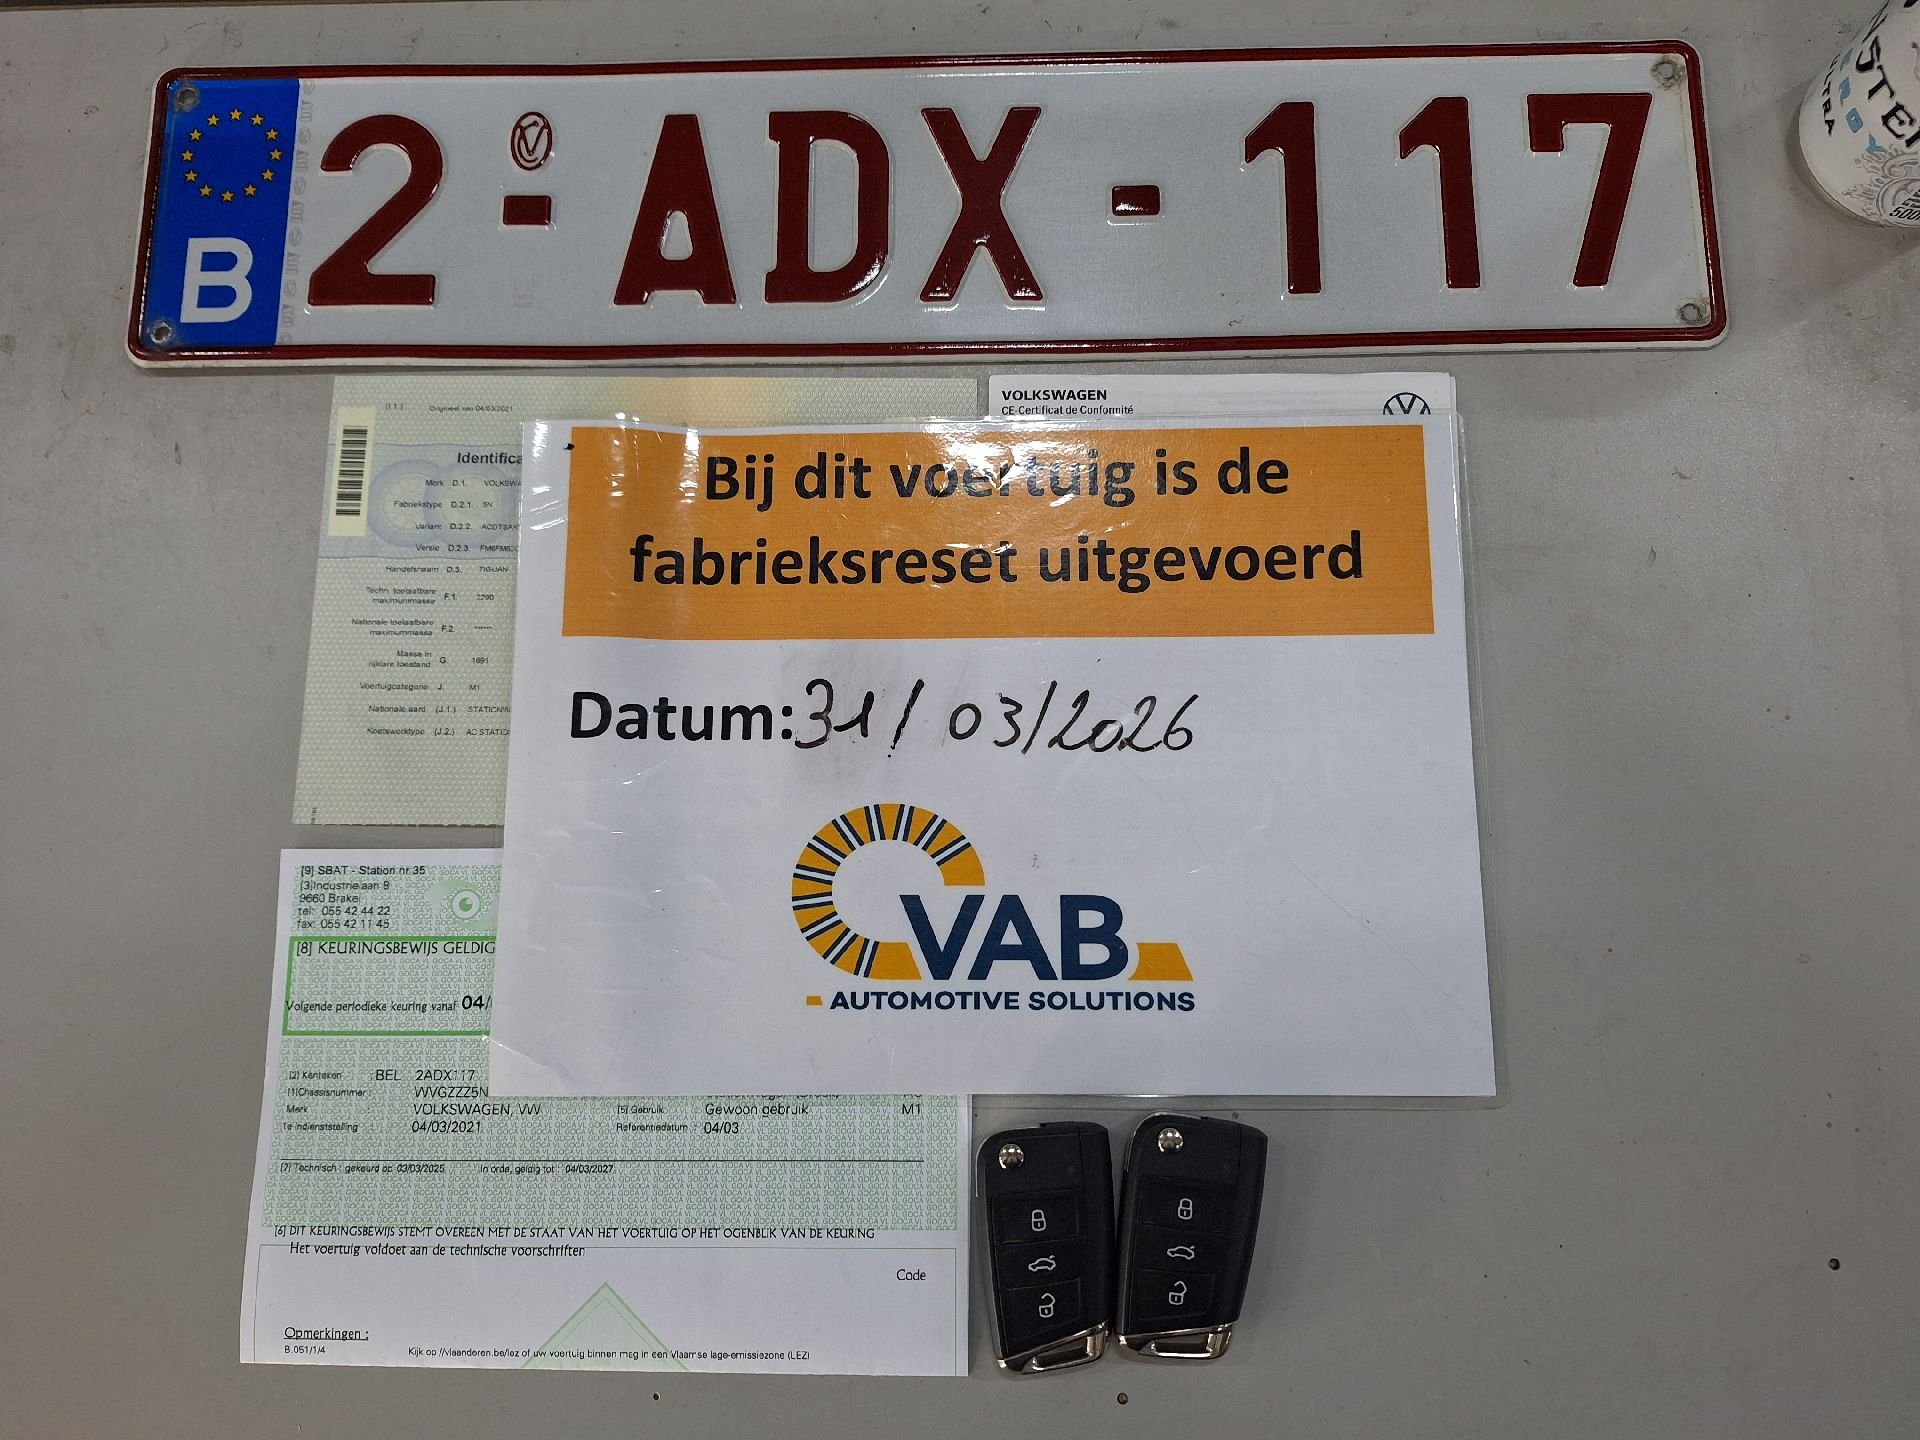 B 2-ADX-117
(I.1.) Origineel van 04/03/2021
Merk D.1. VOLKSWA
Fabriekstype D.2.1. 5N
Variant D.2.2. ACDTSAX
Versie D.2.3.
Handelsnaam D.3. TIGUAN
Techn. toelaatbare
maximummassa F.1. 2290
Nationale toelaatbare
maximummassa F.2.
Massa in
rijklare toestand G. 1691
Voertuigcategorie J. M1
Nationale aard (J.1.) STATIONW
Koetswerktype (J.2.) AC STATIO
VOLKSWAGEN
CE-Certificat de Conformité
Bij dit voertuig is de
fabrieksreset uitgevoerd
Datum: 31/03/2026
VAB
AUTOMOTIVE SOLUTIONS
[9] SBAT - Station nr 35
[3] Industrielaan 8
9660 Brakel
tel: 055 42 44 22
fax: 055 42 11 45
[8] KEURINGSBEWIJS GELDIG
Volgende periodieke keuring vanaf 04/
[2] Kenteken : BEL 2ADX117
[1] Chassisnummer : WVGZZZ5N
Merk : VOLKSWAGEN, VW [5] Gebruik : Gewoon gebruik M1
1e indienststelling : 04/03/2021 Referentiedatum : 04/03
[7] Technisch : gekeurd op 03/03/2025 In orde, geldig tot : 04/03/2027
[6] DIT KEURINGSBEWIJS STEMT OVEREEN MET DE STAAT VAN HET VOERTUIG OP HET OGENBLIK VAN DE KEURING
Het voertuig voldoet aan de technische voorschriften
Code
Opmerkingen :
B.051/1/4 Kijk op //vlaanderen.be/lez of uw voertuig binnen mag in een Vlaamse lage-emissiezone (LEZ)